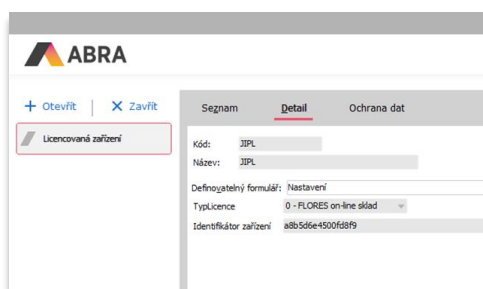 ABRA
+ Otevřít | X Zavřít
Licencovaná zařízení
Seznam Detail Ochrana dat
Kód: JIPL
Název: JIPL
Definovatelný formulář: Nastavení
TypLicence 0 - FLORES on-line sklad
Identifikátor zařízení a8b5d6e4500fd8f9